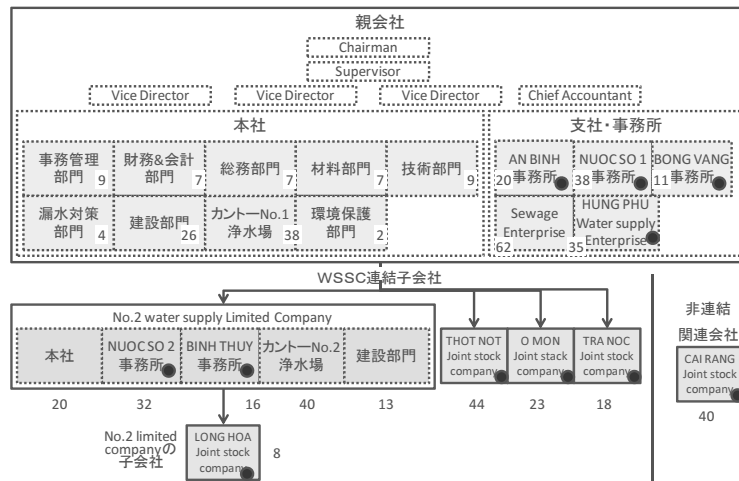 親会社
Chairman
Supervisor
Vice Director
Vice Director
Vice Director
Chief Accountant
本社
支社・事務所
事務管理
部門
9
財務&会計
部門
7
総務部門
7
材料部門
7
技術部門
9
AN BINH
事務所
20
NUOC SO 1
事務所
38
BONG VANG
事務所
11
漏水対策
部門
4
建設部門
26
カントーNo.1
浄水場
38
環境保護
部門
2
Sewage
Enterprise
62
HUNG PHU
Water supply
Enterprise
35
WSSC連結子会社
No.2 water supply Limited Company
本社
NUOC SO 2
事務所
BINH THUY
事務所
カントーNo.2
浄水場
建設部門
THOT NOT
Joint stock
company
O MON
Joint stack
company
TRA NOC
Joint stock
company
非連結
関連会社
CAI RANG
Joint stock
company
20
32
16
40
13
44
23
18
40
No.2 limited
companyの
子会社
LONG HOA
Joint stock
company
8